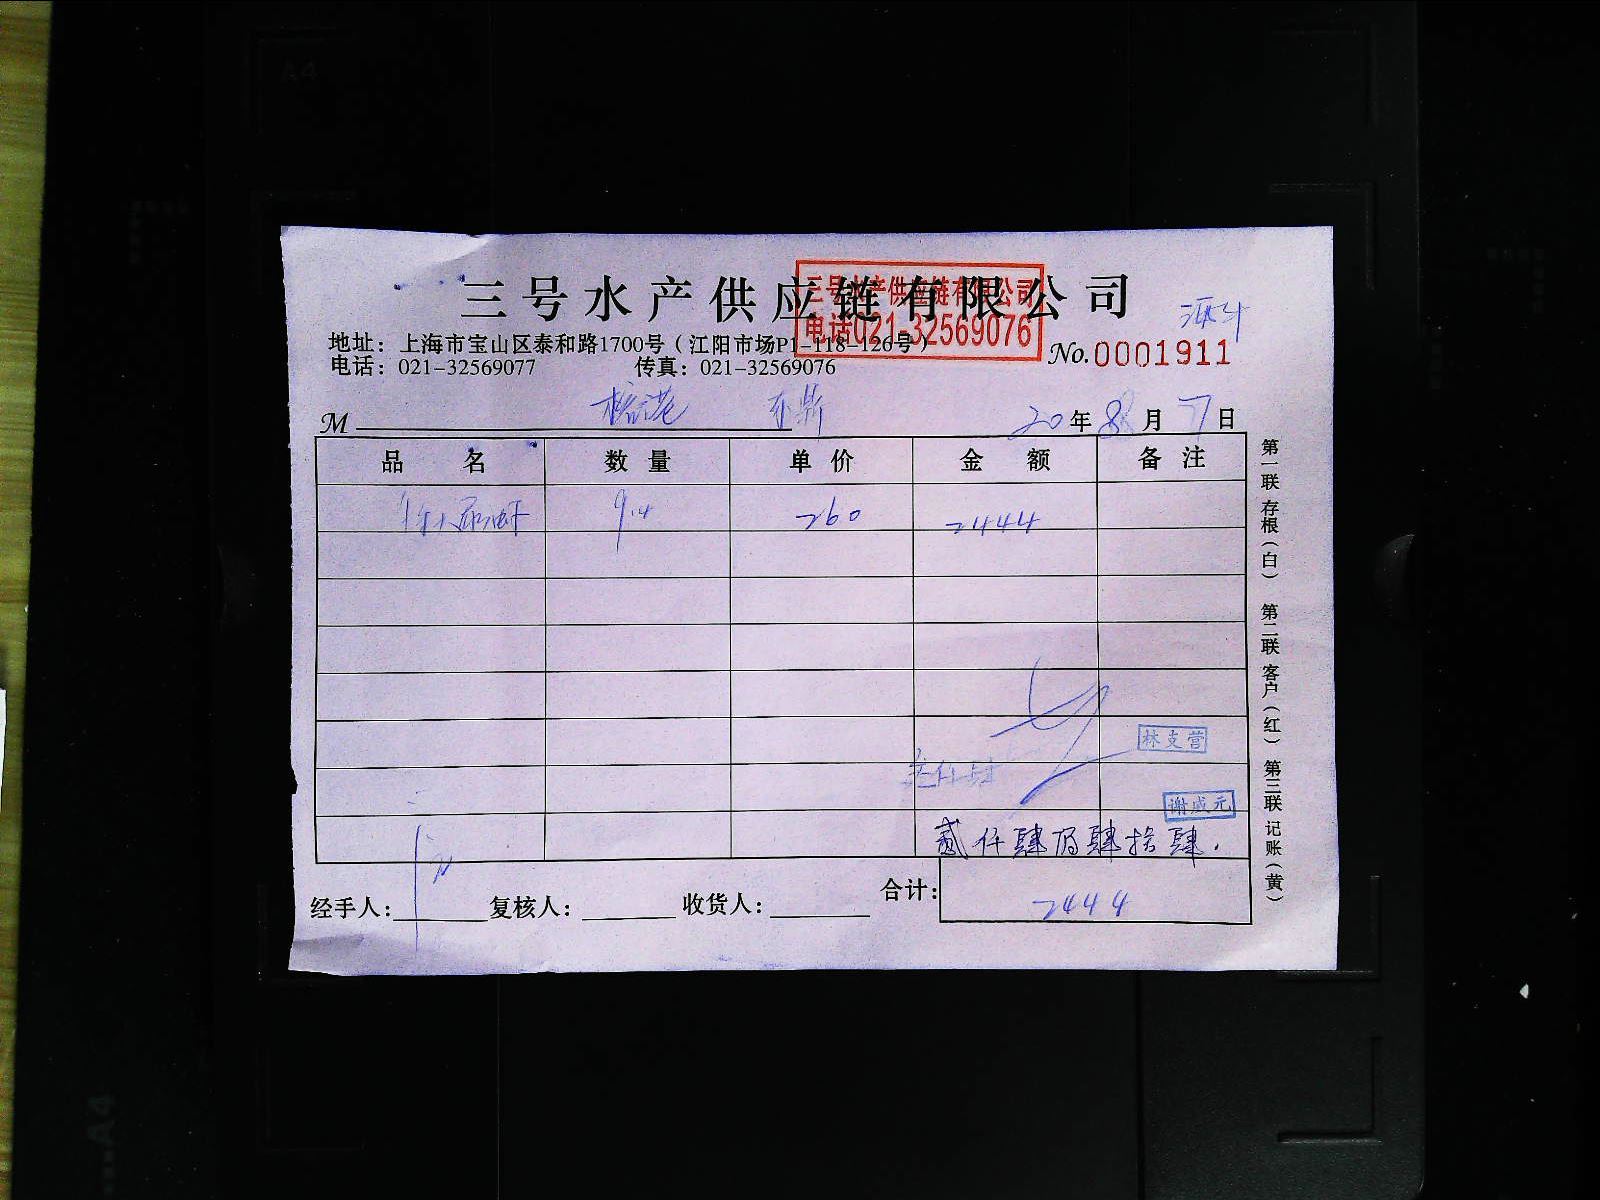 三号水产供应链有限公司
三号水产供应链有限公司
电话021-32569076
地址：上海市宝山区泰和路1700号（江阳市场P1-118-126号）
No.0001911
电话：021-32569077 传真：021-32569076
M
20年8月7日
品名 数量 单价 金额 备注
9.4 260 2444
林支营
谢成元
贰仟肆佰肆拾肆.
经手人： 复核人： 收货人： 合计：2444
第一联 存根（白） 第二联 客户（红） 第三联 记账（黄）
A4
A4